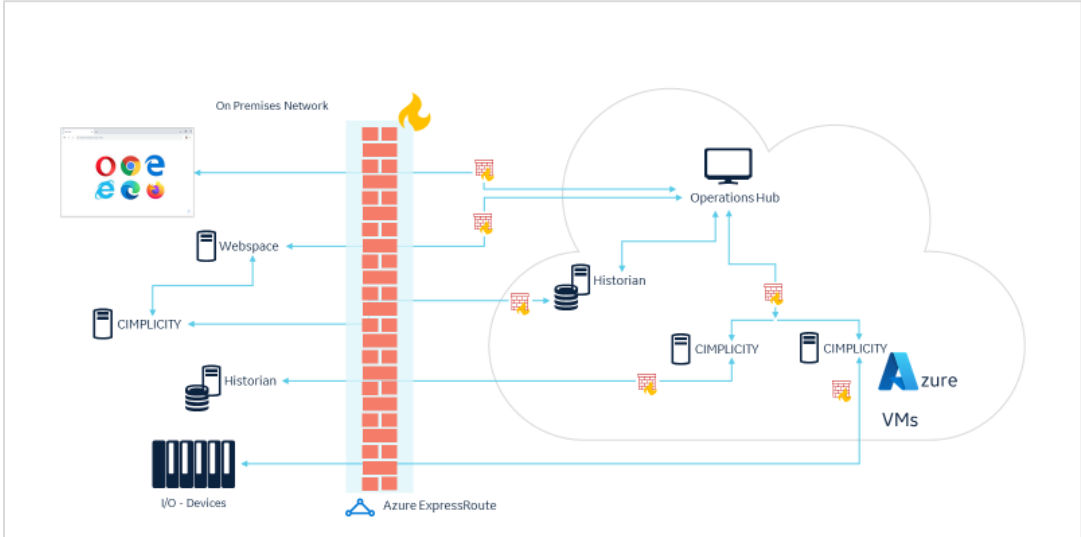 On Premises Network
Operations Hub
Webspace
Historian
CIMPLICITY
CIMPLICITY
CIMPLICITY
Historian
Azure
VMs
I/O - Devices
Azure ExpressRoute